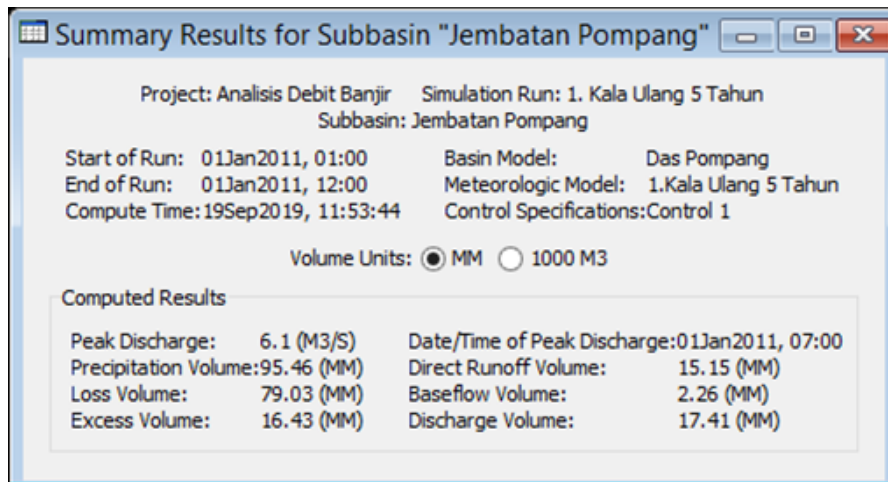 Summary Results for Subbasin "Jembatan Pompang"
Project: Analisis Debit Banjir Simulation Run: 1. Kala Ulang 5 Tahun
Subbasin: Jembatan Pompang
Start of Run: 01Jan2011, 01:00 Basin Model: Das Pompang
End of Run: 01Jan2011, 12:00 Meteorologic Model: 1.Kala Ulang 5 Tahun
Compute Time:19Sep2019, 11:53:44 Control Specifications:Control 1
Volume Units: MM 1000 M3
Computed Results
Peak Discharge: 6.1 (M3/S) Date/Time of Peak Discharge:01Jan2011, 07:00
Precipitation Volume:95.46 (MM) Direct Runoff Volume: 15.15 (MM)
Loss Volume: 79.03 (MM) Baseflow Volume: 2.26 (MM)
Excess Volume: 16.43 (MM) Discharge Volume: 17.41 (MM)